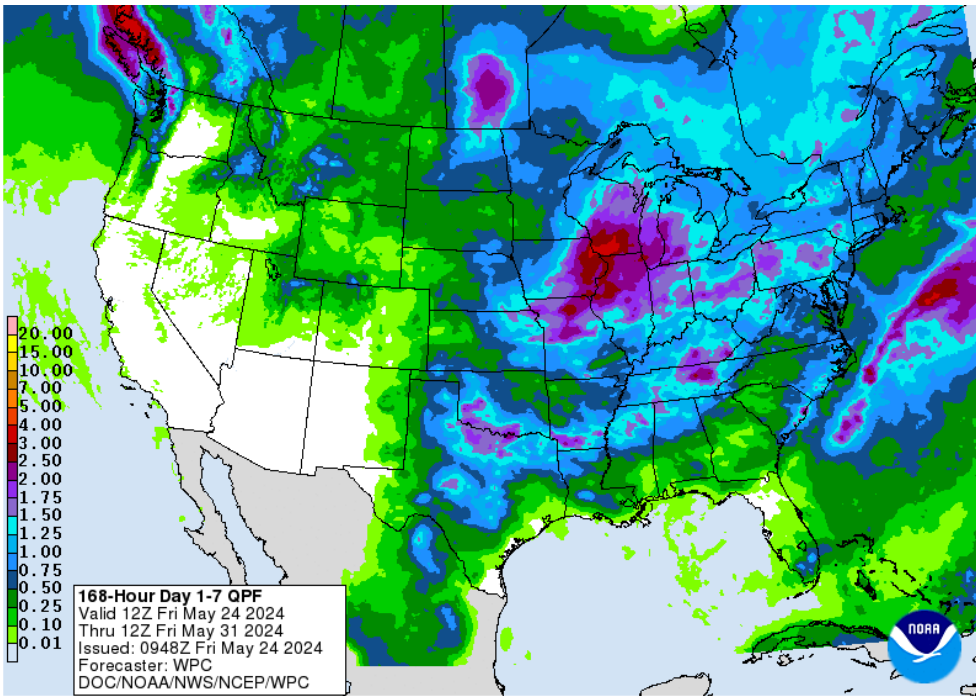 20.00
15.00
10.00
7.00
5.00
4.00
3.00
2.50
2.00
1.75
1.50
1.25
1.00
0.75
0.50
0.25
0.10
0.01
168-Hour Day 1-7 QPF
Valid 12Z Fri May 24 2024
Thru 12Z Fri May 31 2024
Issued: 0948Z Fri May 24 2024
Forecaster: WPC
DOC/NOAA/NWS/NCEP/WPC
NOAA